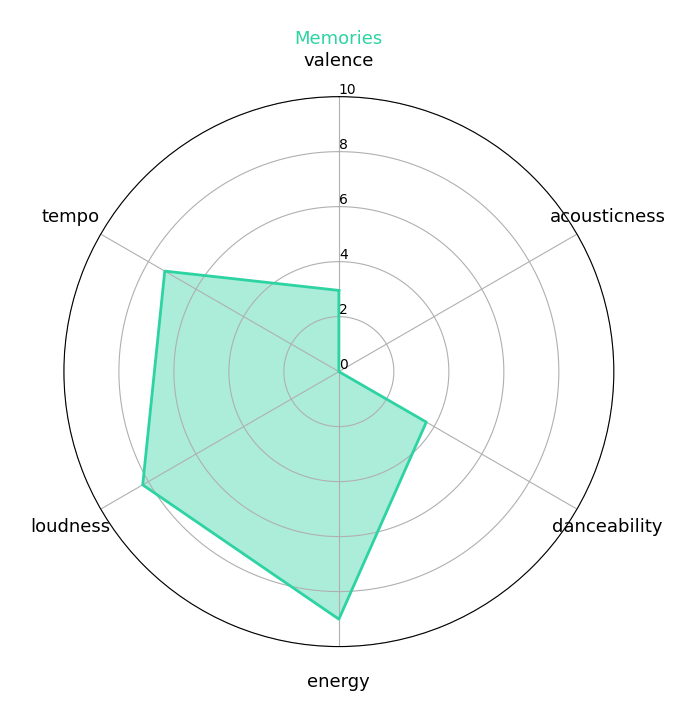 Memories
valence
10
8
tempo
acousticness
6
4
2
0
loudness
danceability
energy